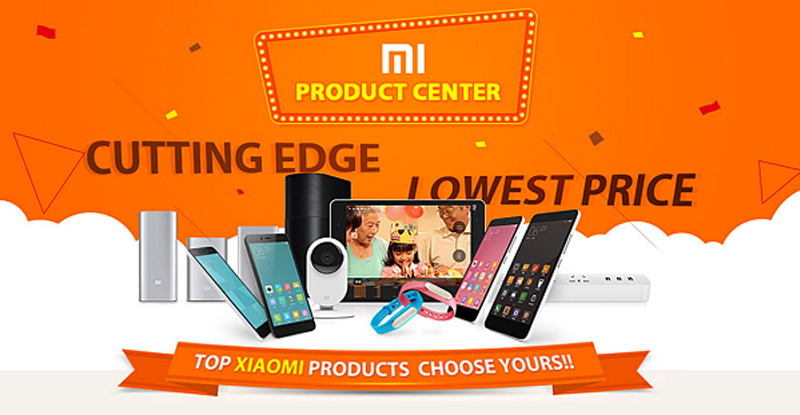 mi
PRODUCT CENTER
CUTTING EDGE
LOWEST PRICE
TOP XIAOMI PRODUCTS CHOOSE YOURS!!